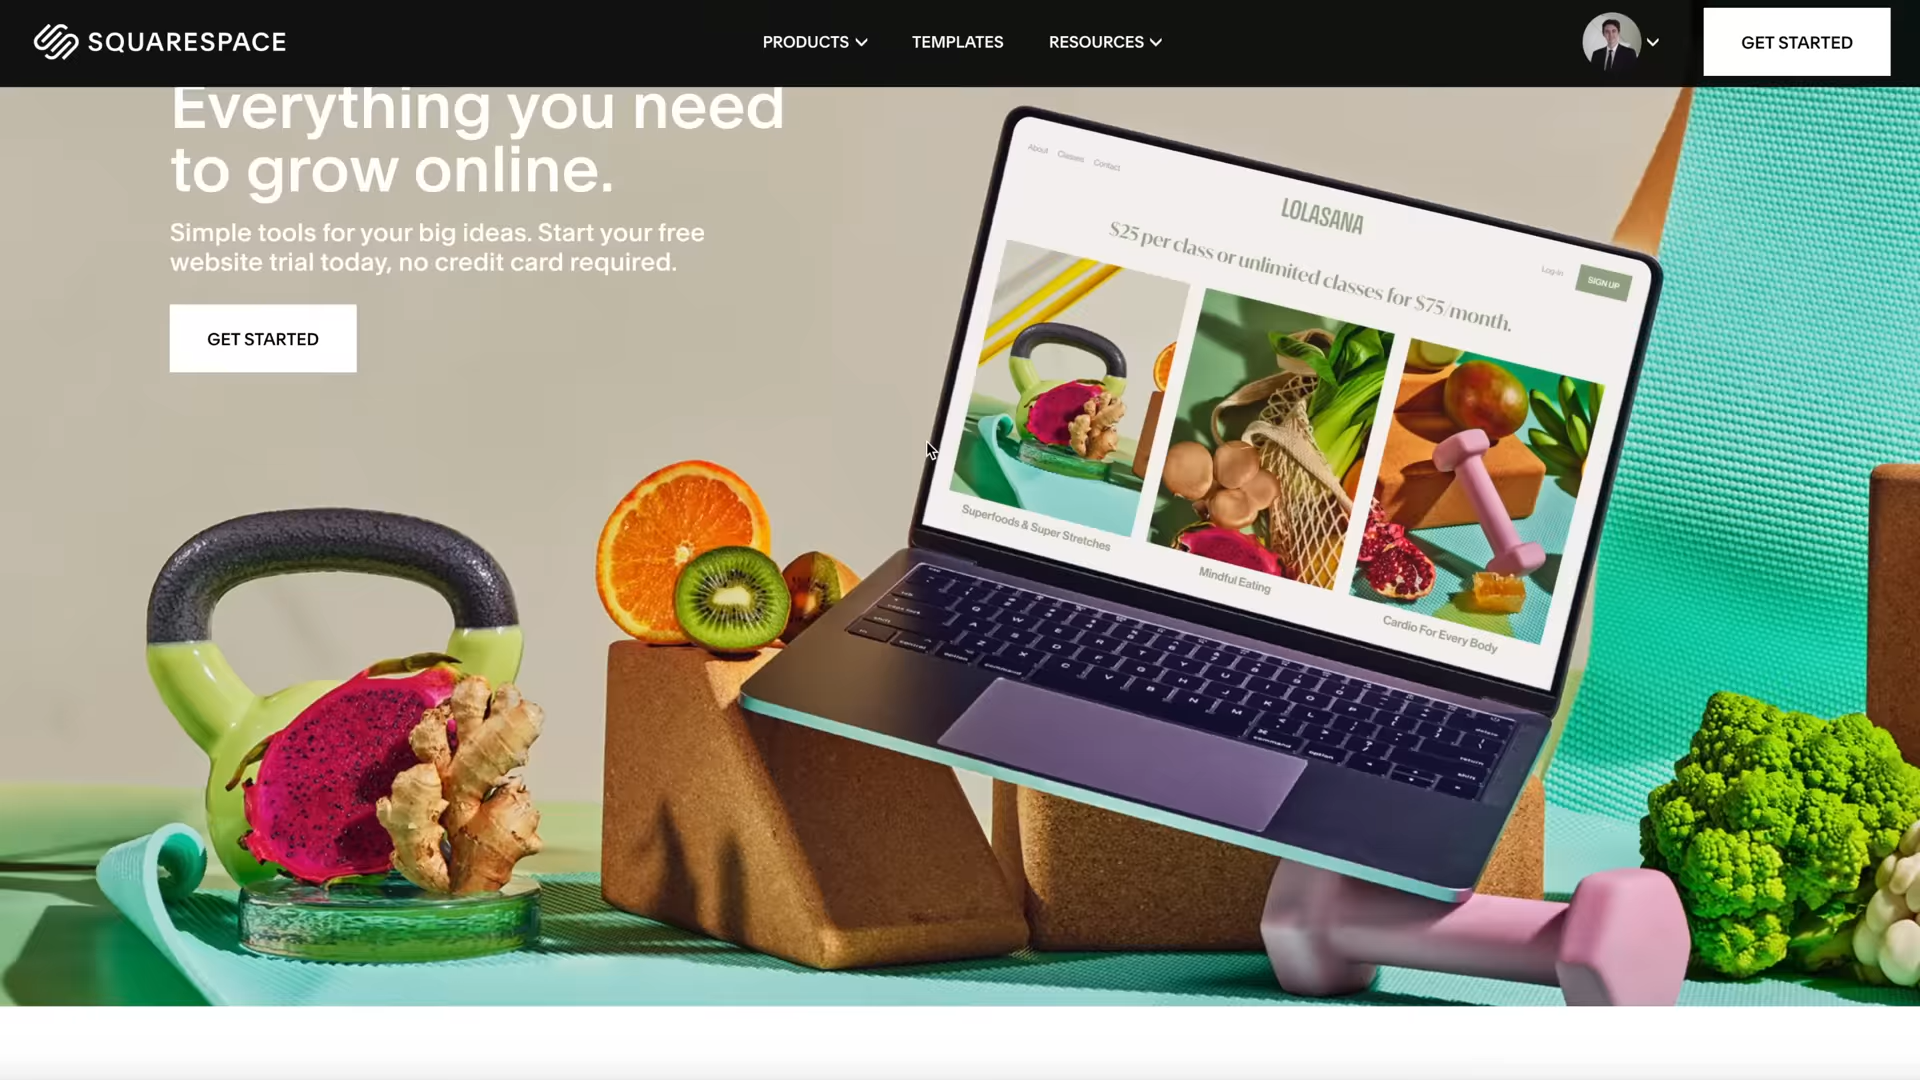 SQUARESPACE
PRODUCTS
TEMPLATES
RESOURCES
GET STARTED
Everything you need
to grow online.
Simple tools for your big ideas. Start your free
website trial today, no credit card required.
GET STARTED
About Classes Contact
LOLASANA
$25 per class or unlimited classes for $75/month.
Log-in
SIGN UP
Superfoods & Super Stretches
Mindful Eating
Cardio For Every Body